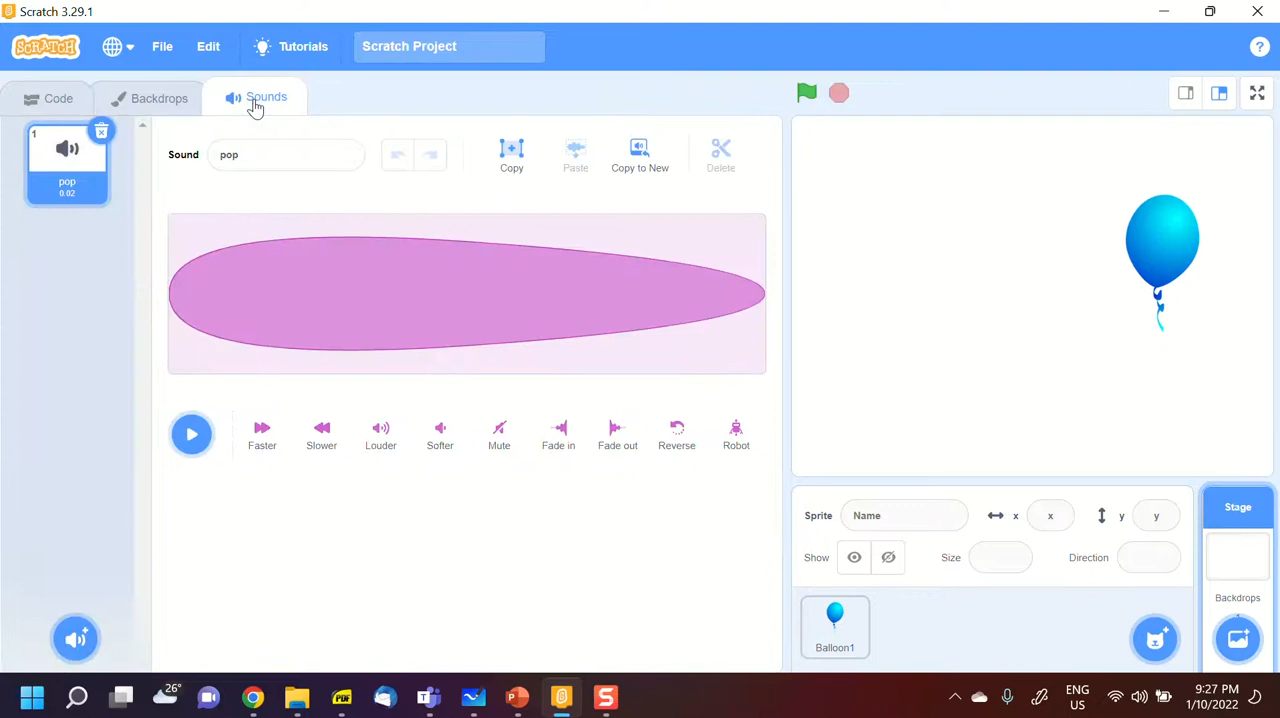 Scratch 3.29.1
SCRATCH File Edit Tutorials Scratch Project ?
Code Backdrops Sounds
1
pop
0.02
Sound pop
Copy Paste Copy to New Delete
Faster Slower Louder Softer Mute Fade in Fade out Reverse Robot
Sprite Name x x y y
Show Size Direction
Balloon1
Stage
Backdrops
26°
PDF
S
ENG
US
9:27 PM
1/10/2022